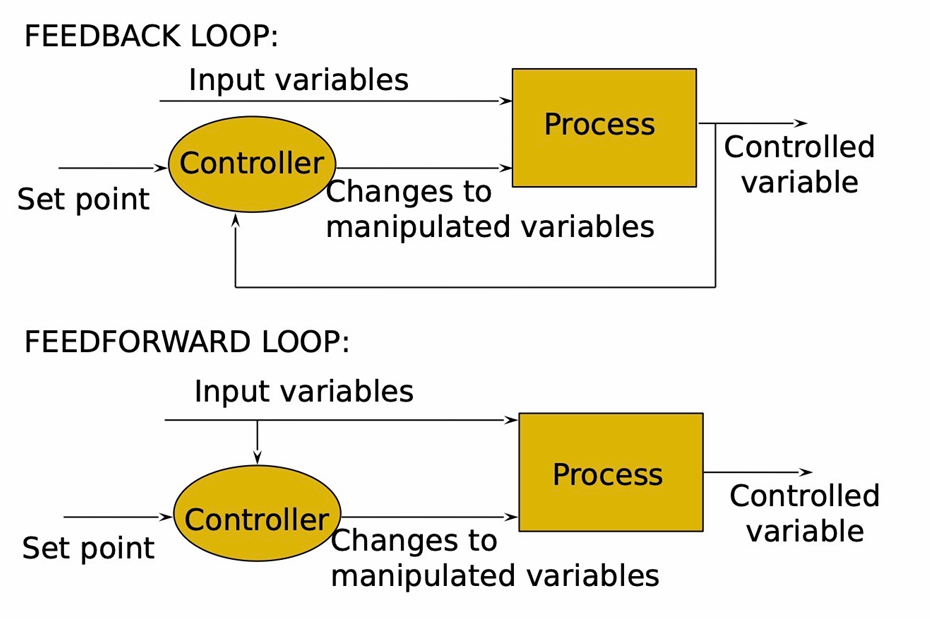 FEEDBACK LOOP:
Input variables
Process
Controller
Set point
Changes to
manipulated variables
Controlled
variable
FEEDFORWARD LOOP:
Input variables
Process
Controller
Set point
Changes to
manipulated variables
Controlled
variable